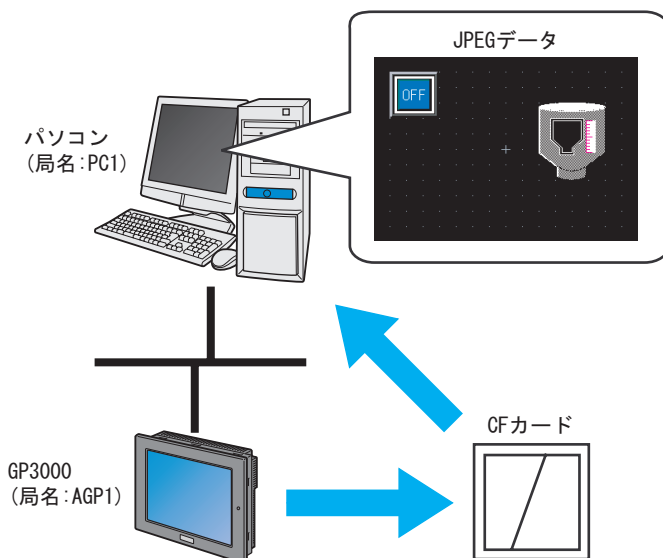 JPEGデータ
OFF
パソコン
(局名:PC1)
CFカード
GP3000
(局名:AGP1)